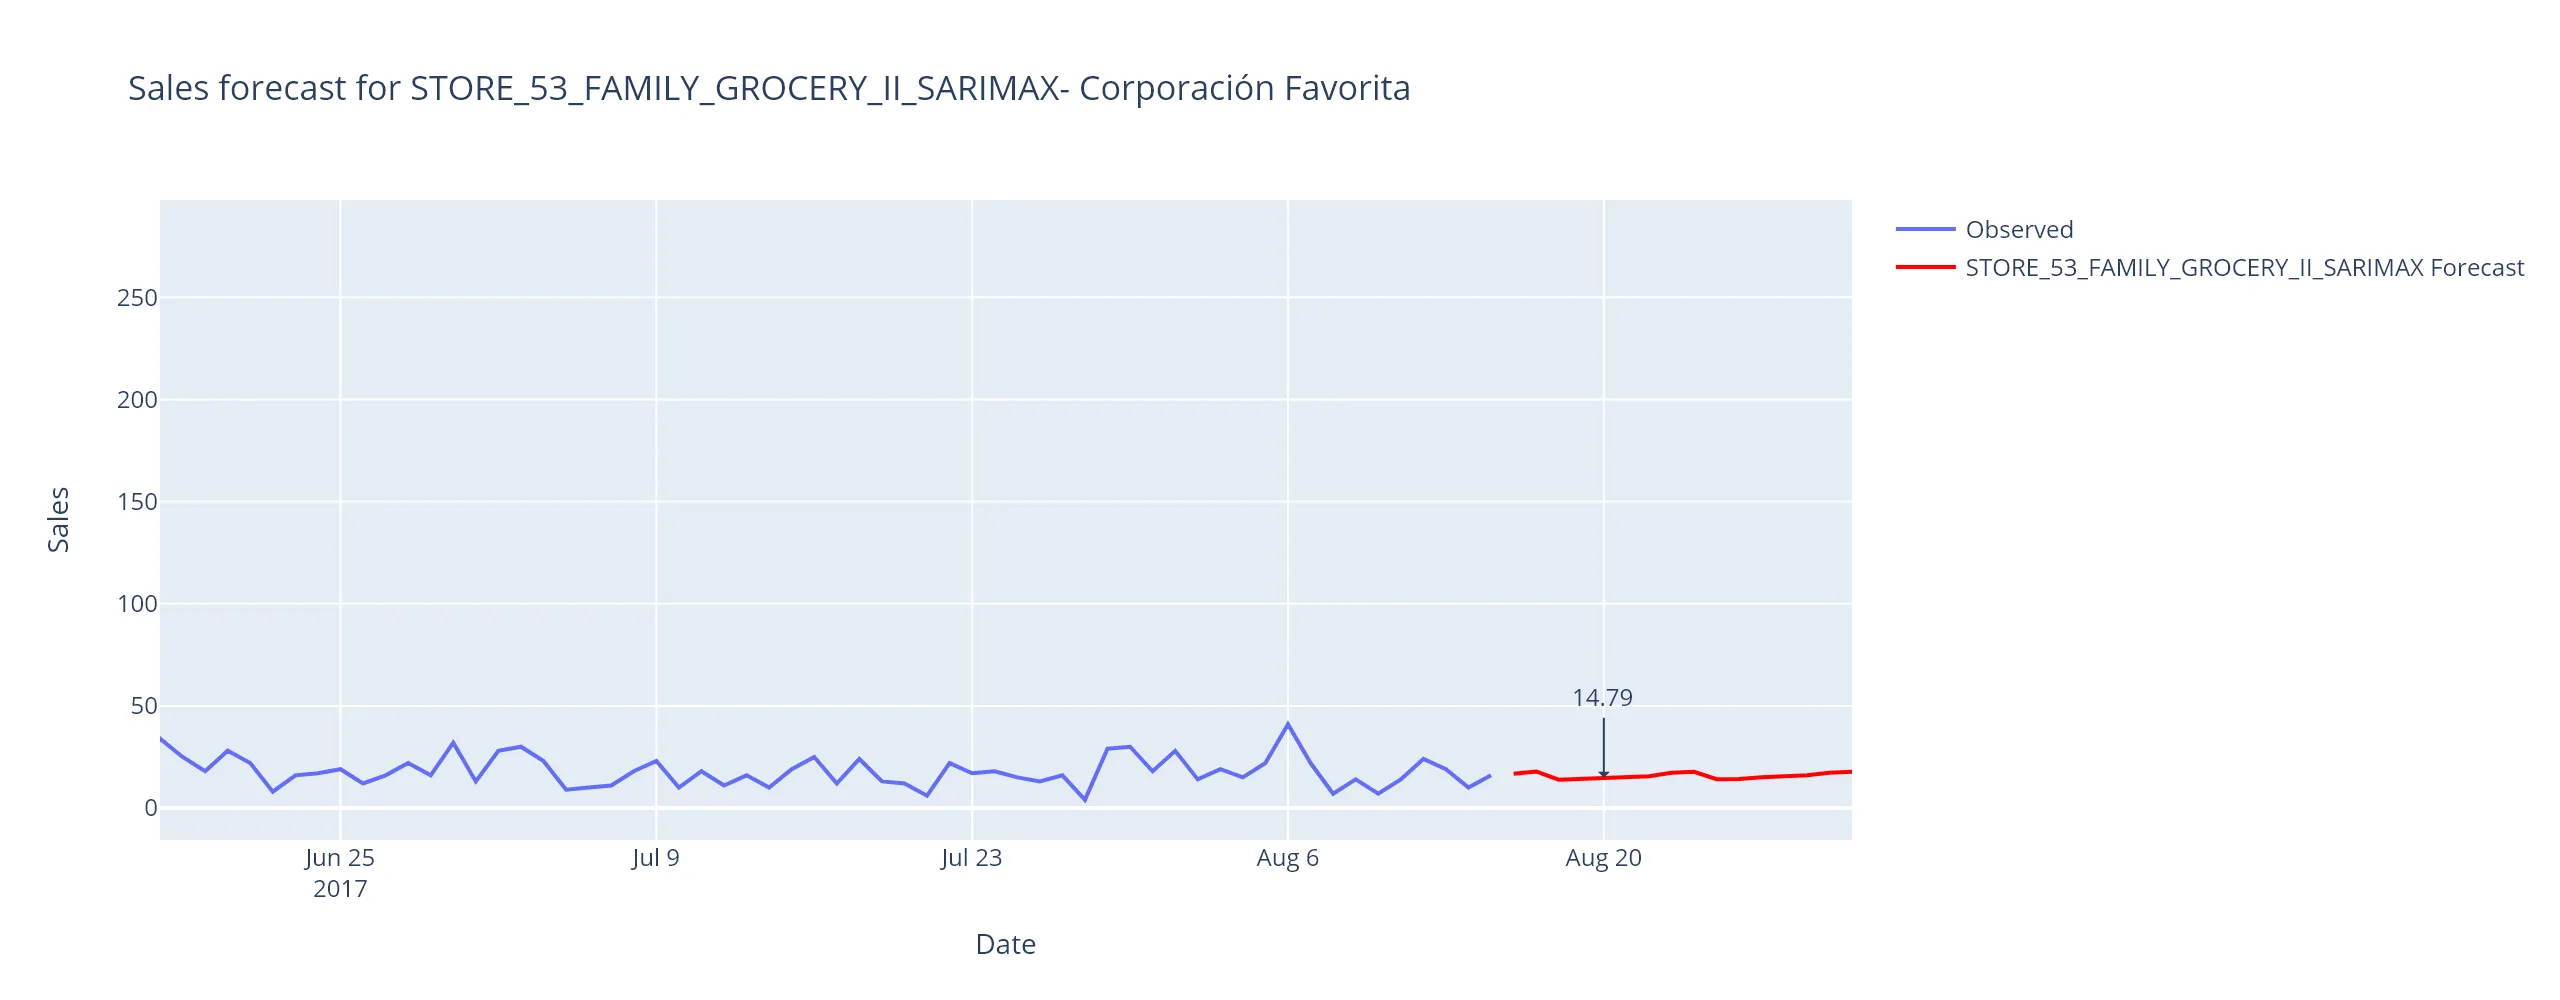 Sales forecast for STORE_53_FAMILY_GROCERY_II_SARIMAX- Corporación Favorita
Observed
STORE_53_FAMILY_GROCERY_II_SARIMAX Forecast
Sales
250
200
150
100
50
0
14.79
Jun 25
2017
Jul 9
Jul 23
Aug 6
Aug 20
Date